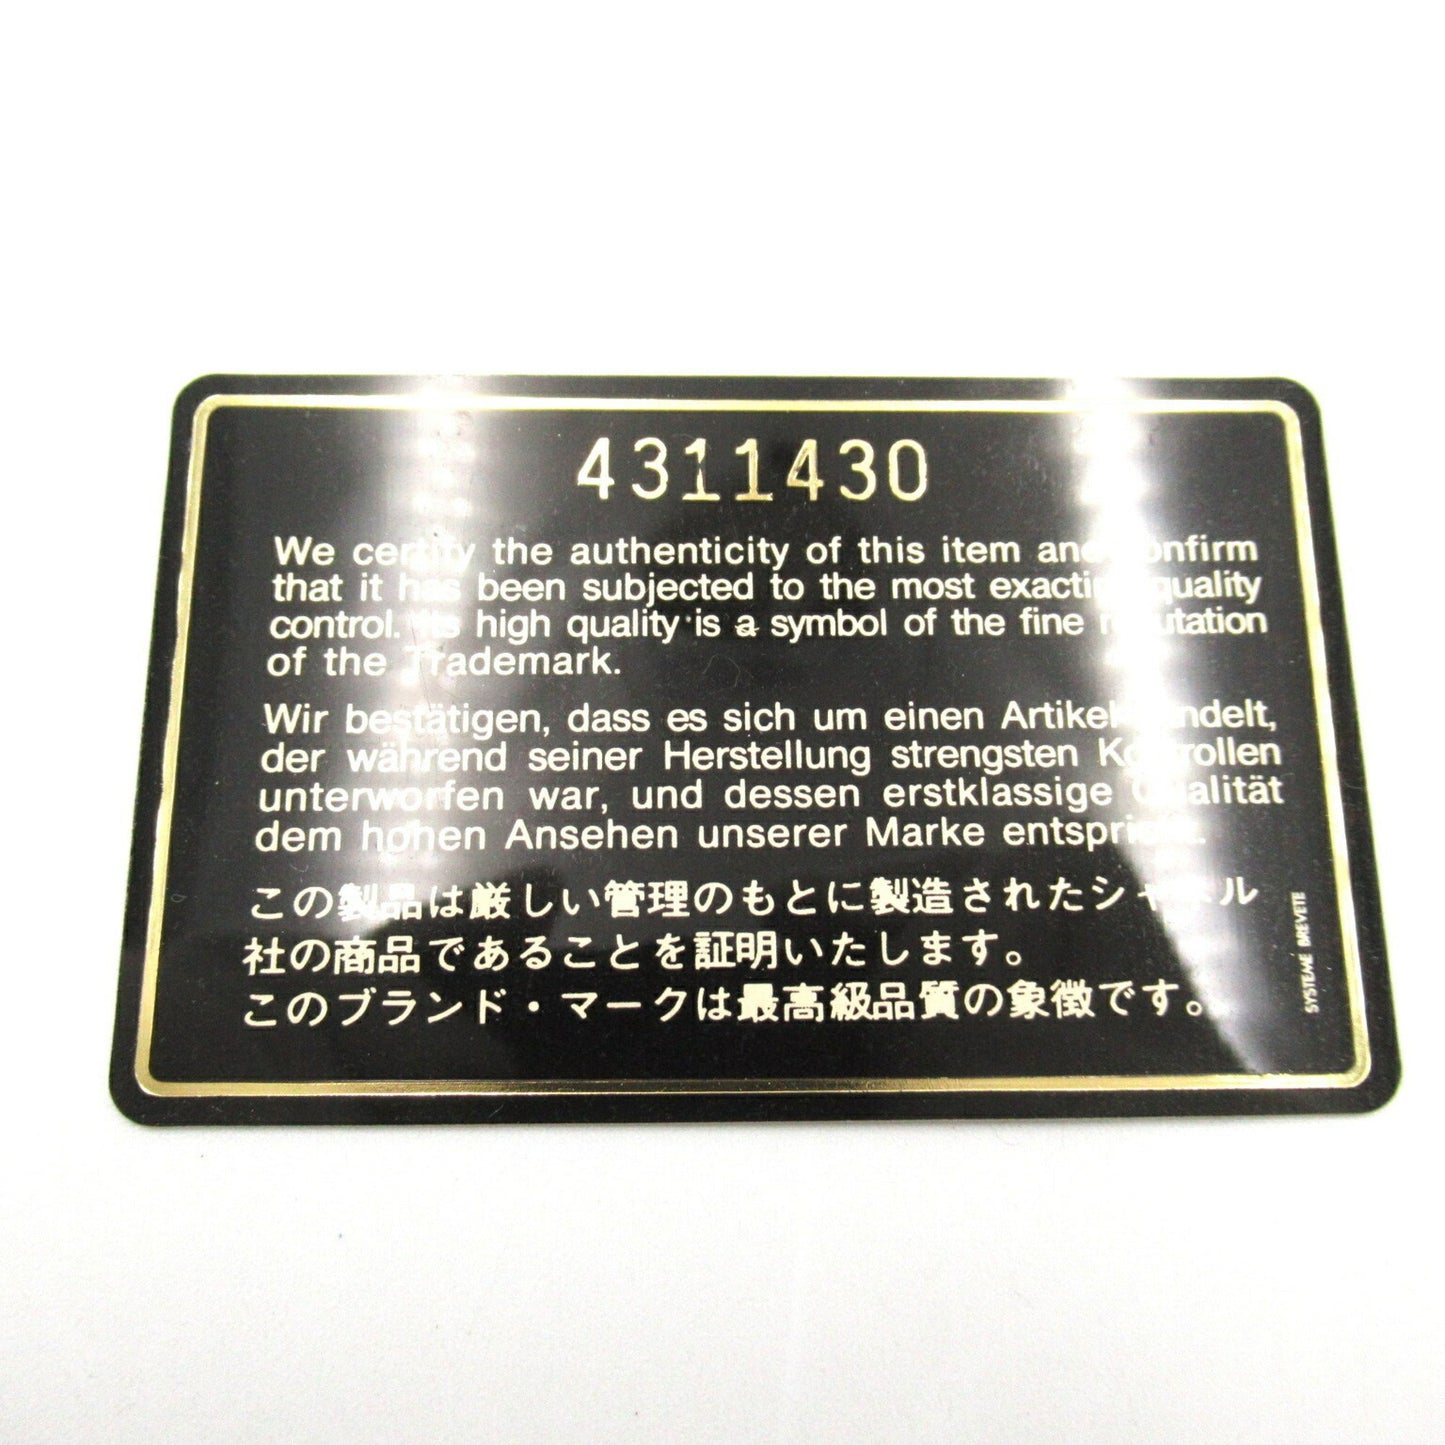 4311430
We certify the authenticity of this item and confirm
that it has been subjected to the most exacting quality
control. Its high quality is a symbol of the fine reputation
of the Trademark.
Wir bestätigen, dass es sich um einen Artikel handelt,
der während seiner Herstellung strengsten Kontrollen
unterworfen war, und dessen erstklassige Qualität
dem hohen Ansehen unserer Marke entspricht.
この製品は厳しい管理のもとに製造されたシャネル
社の商品であることを証明いたします。
このブランド・マークは最高級品質の象徴です。
SYSTEME BREVETE